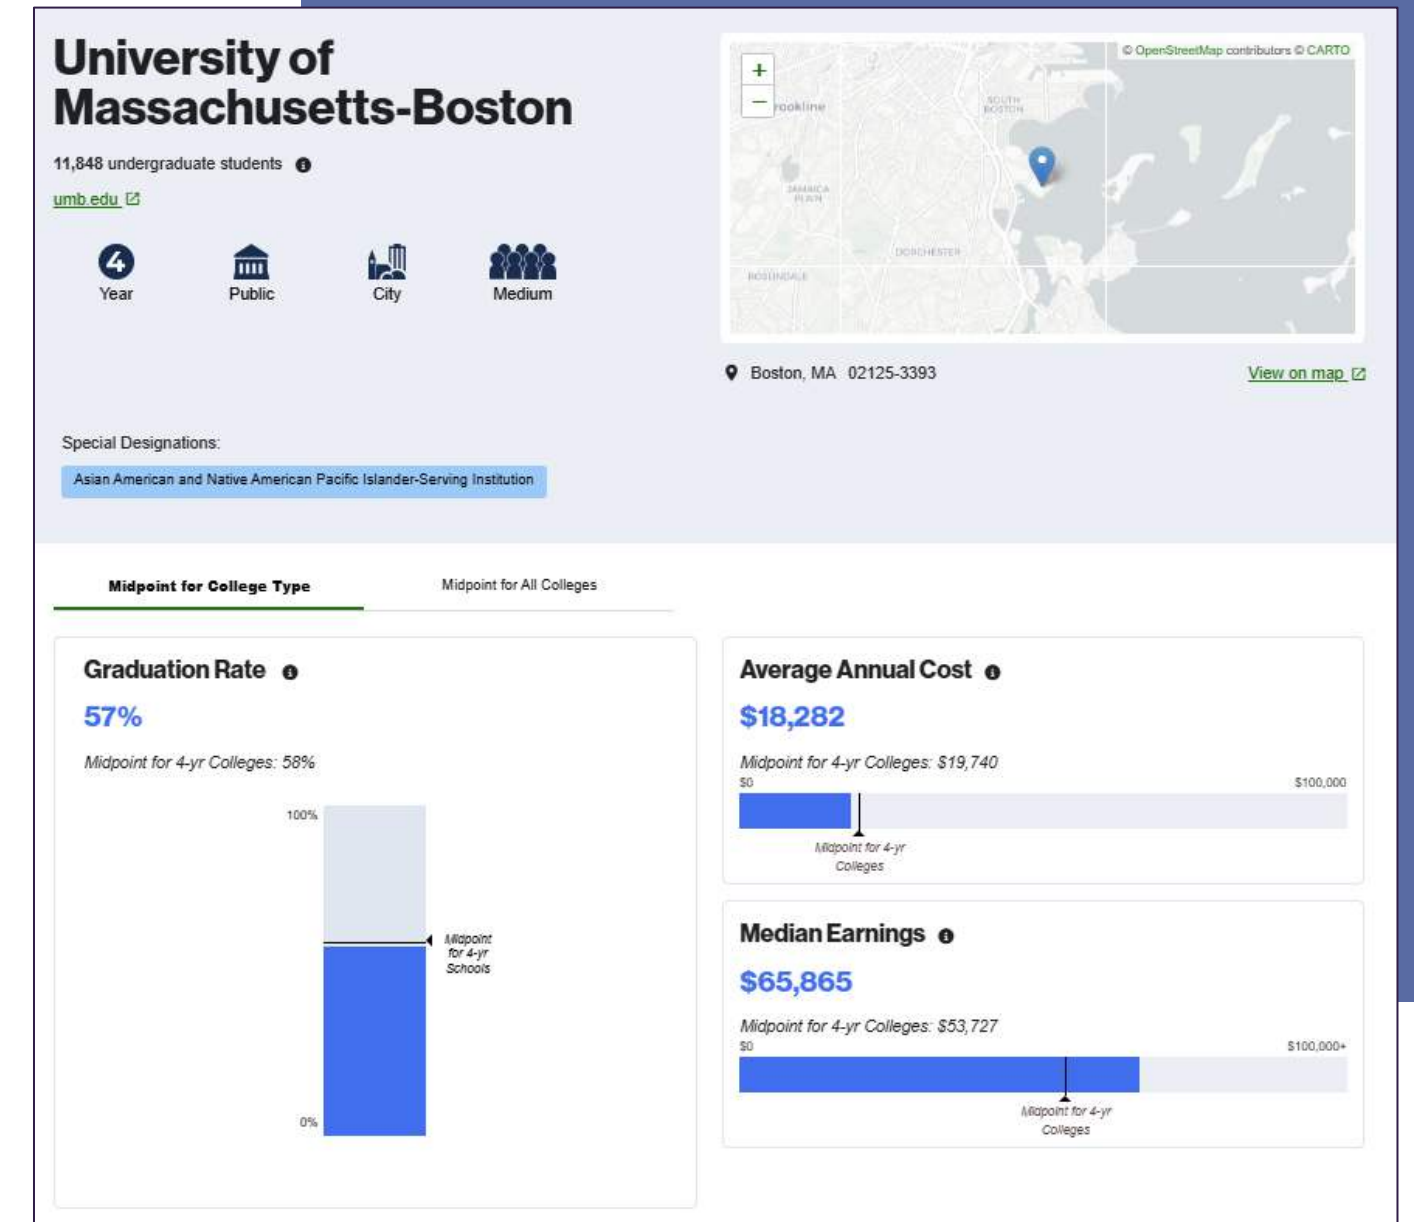 University of
Massachusetts-Boston
11,848 undergraduate students
umb.edu
4
Year
Public
City
Medium
+
−
© OpenStreetMap contributors © CARTO
rookline
SOUTH
BOSTON
JAMAICA
PLAIN
DORCHESTER
ROSLINDALE
Boston, MA 02125-3393
View on map
Special Designations:
Asian American and Native American Pacific Islander-Serving Institution
Midpoint for College Type
Midpoint for All Colleges
Graduation Rate
57%
Midpoint for 4-yr Colleges: 58%
100%
Midpoint
for 4-yr
Schools
0%
Average Annual Cost
$18,282
Midpoint for 4-yr Colleges: $19,740
$0 $100,000
Midpoint for 4-yr
Colleges
Median Earnings
$65,865
Midpoint for 4-yr Colleges: $53,727
$0 $100,000+
Midpoint for 4-yr
Colleges